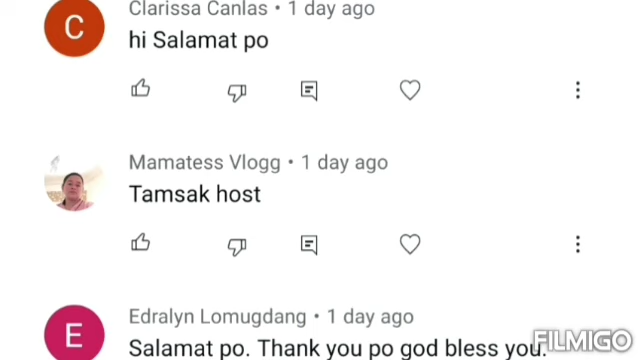 C
Clarissa Canlas • 1 day ago
hi Salamat po
Mamatess Vlogg • 1 day ago
Tamsak host
E
Edralyn Lomugdang • 1 day ago
Salamat po. Thank you po god bless you
FILMIGO